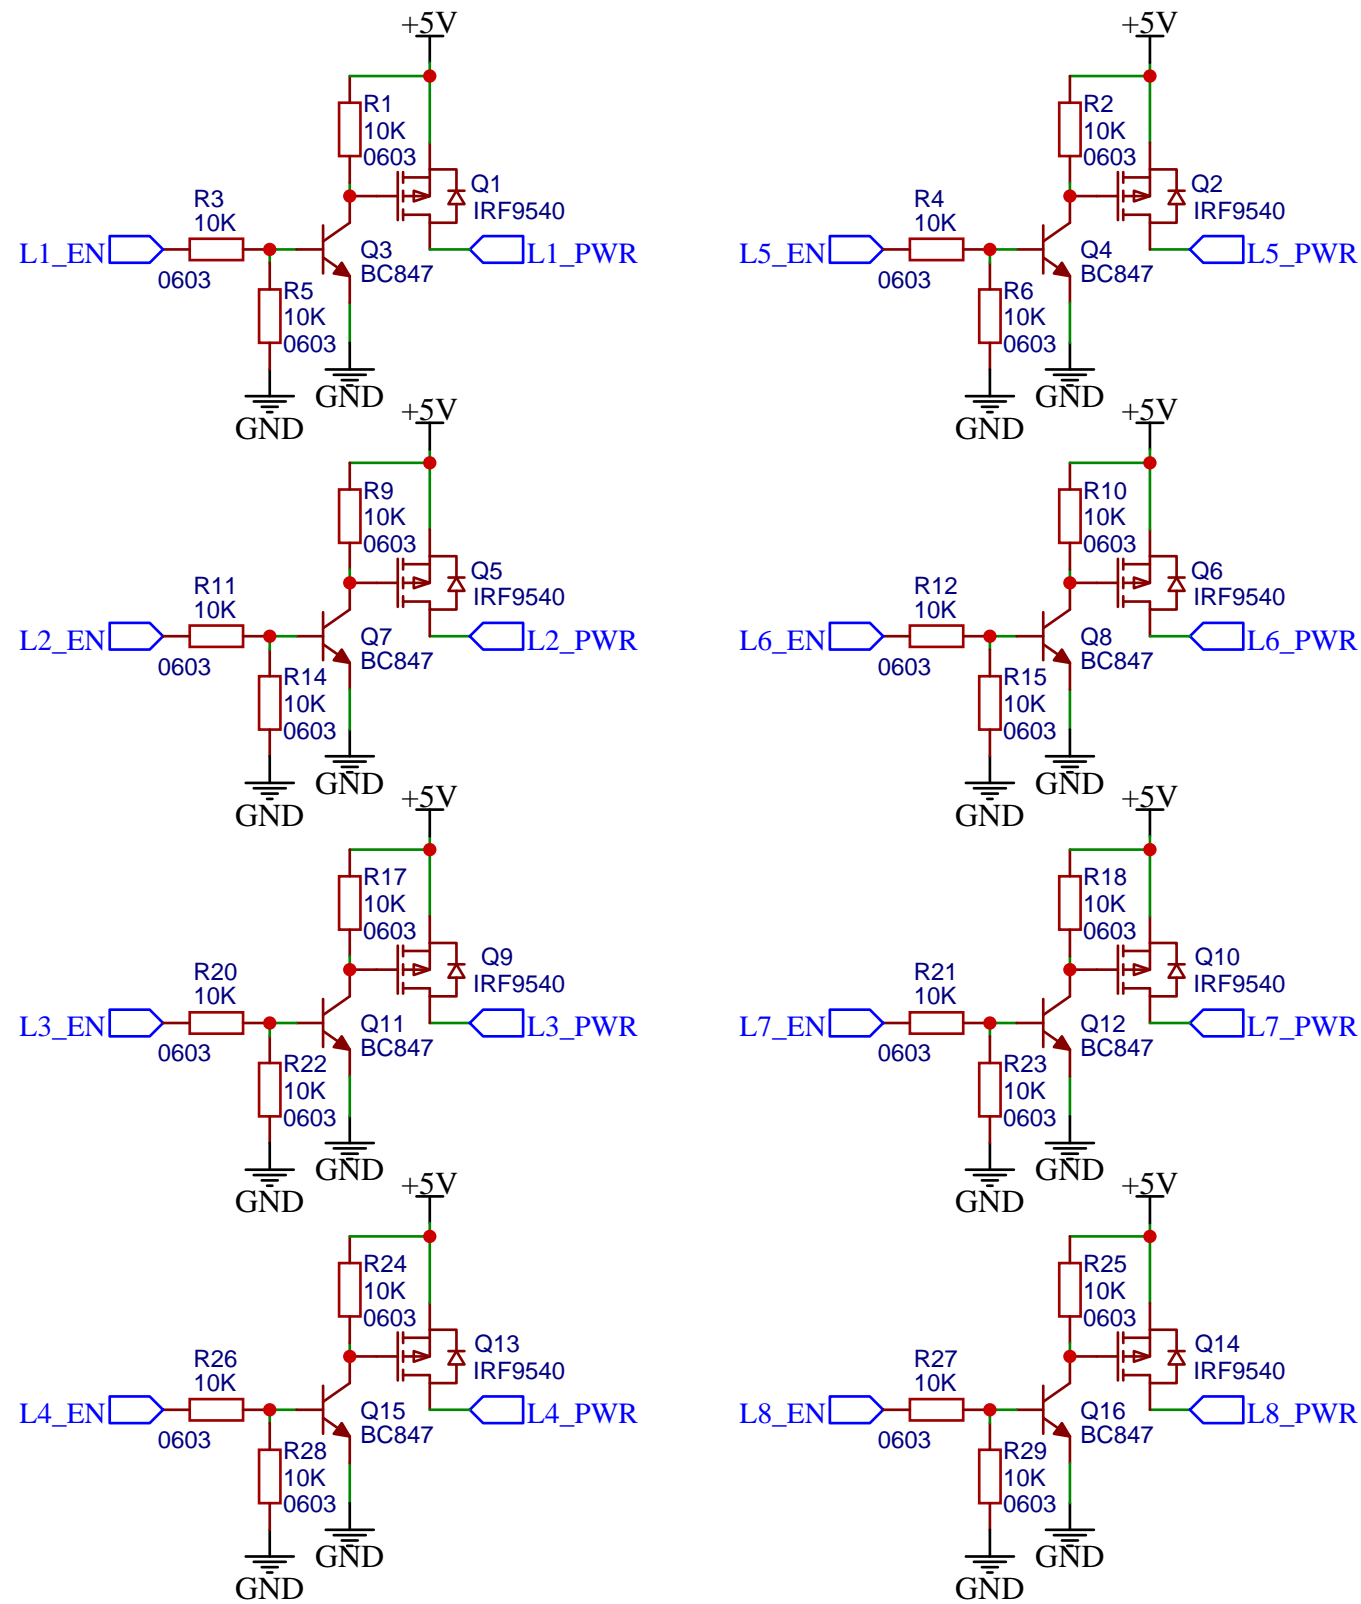 +5V
R1
10K
0603
Q1
IRF9540
R3
10K
L1_EN
0603
Q3
BC847
L1_PWR
R5
10K
0603
GND
GND
+5V
R2
10K
0603
Q2
IRF9540
R4
10K
L5_EN
0603
Q4
BC847
L5_PWR
R6
10K
0603
GND
GND
+5V
R9
10K
0603
Q5
IRF9540
R11
10K
L2_EN
0603
Q7
BC847
L2_PWR
R14
10K
0603
GND
GND
+5V
R10
10K
0603
Q6
IRF9540
R12
10K
L6_EN
0603
Q8
BC847
L6_PWR
R15
10K
0603
GND
GND
+5V
R17
10K
0603
Q9
IRF9540
R20
10K
L3_EN
0603
Q11
BC847
L3_PWR
R22
10K
0603
GND
GND
+5V
R18
10K
0603
Q10
IRF9540
R21
10K
L7_EN
0603
Q12
BC847
L7_PWR
R23
10K
0603
GND
GND
+5V
R24
10K
0603
Q13
IRF9540
R26
10K
L4_EN
0603
Q15
BC847
L4_PWR
R28
10K
0603
GND
GND
+5V
R25
10K
0603
Q14
IRF9540
R27
10K
L8_EN
0603
Q16
BC847
L8_PWR
R29
10K
0603
GND
GND